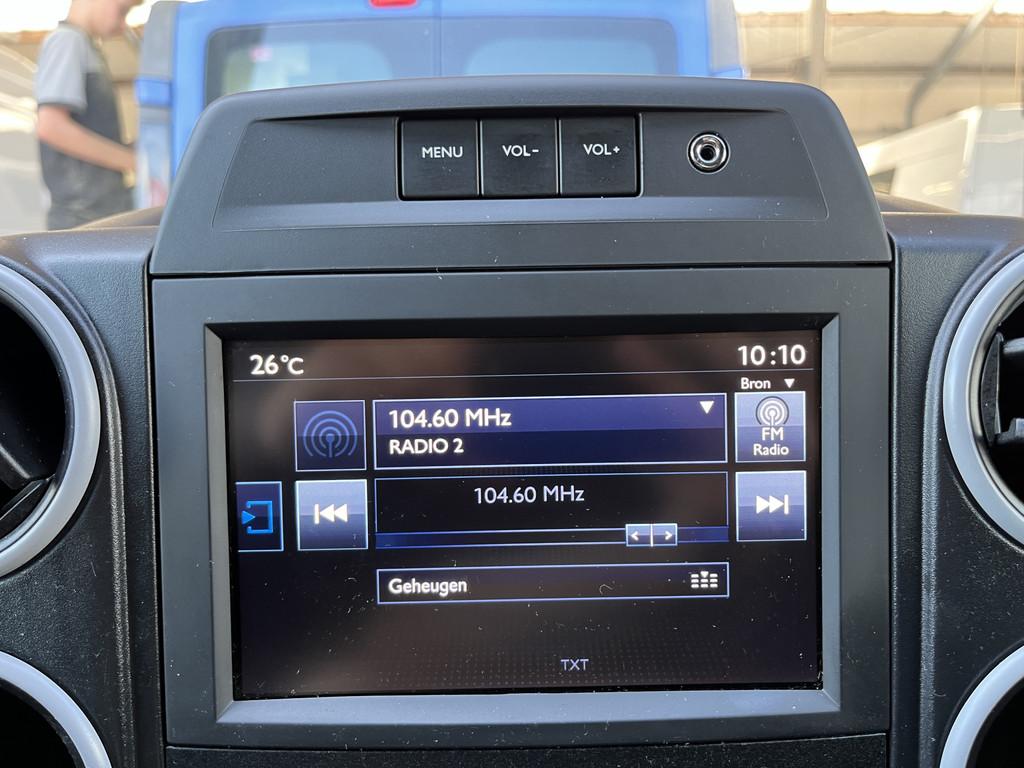 MENU VOL- VOL+
26°C 10:10
Bron
104.60 MHz
RADIO 2
FM
Radio
104.60 MHz
Geheugen
TXT